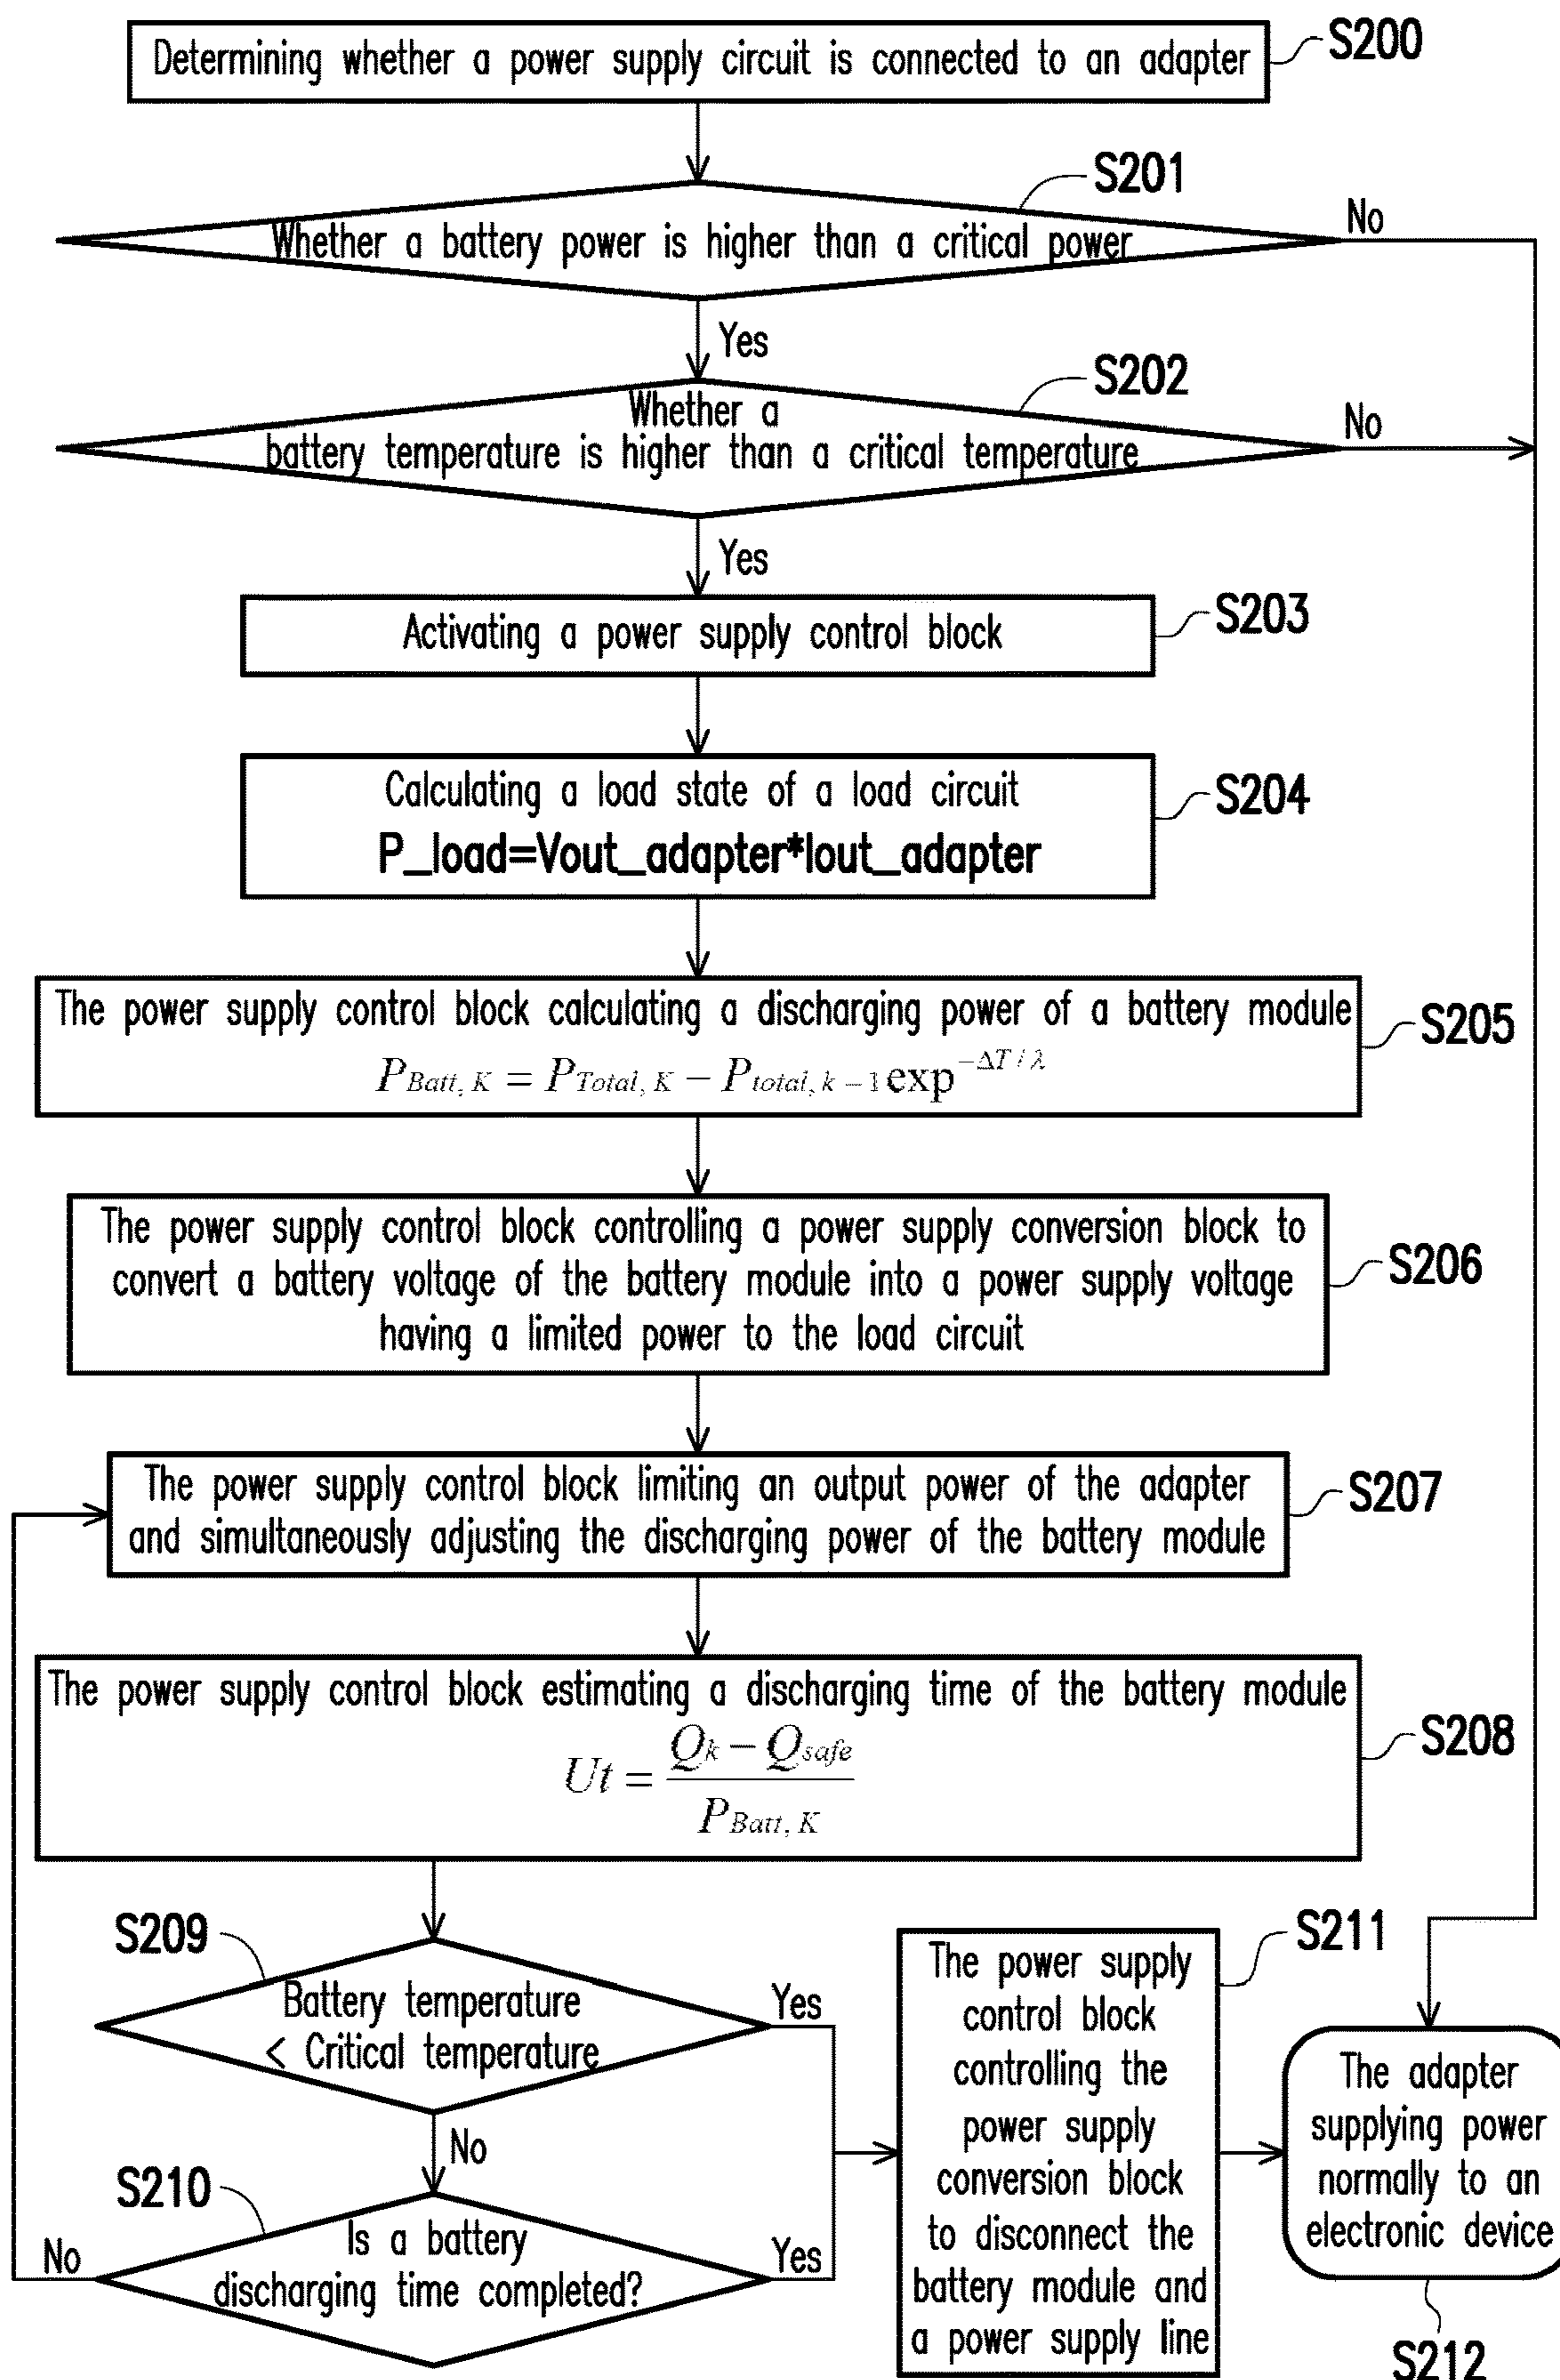 Determining whether a power supply circuit is connected to an adapter
S200
S201
Whether a battery power is higher than a critical power
No
Yes
S202
Whether a
battery temperature is higher than a critical temperature
No
Yes
Activating a power supply control block
S203
Calculating a load state of a load circuit
P_load=Vout_adapter*Iout_adapter
S204
The power supply control block calculating a discharging power of a battery module
P_{Batt, K} = P_{Total, K} − P_{total, k − 1} exp^{−ΔT / λ}
S205
The power supply control block controlling a power supply conversion block to
convert a battery voltage of the battery module into a power supply voltage
having a limited power to the load circuit
S206
The power supply control block limiting an output power of the adapter
and simultaneously adjusting the discharging power of the battery module
S207
The power supply control block estimating a discharging time of the battery module
Ut = \frac{Q_k − Q_{safe}}{P_{Batt, K}}
S208
S209
Battery temperature
< Critical temperature
Yes
No
S210
Is a battery
discharging time completed?
No
Yes
S211
The power supply
control block
controlling the
power supply
conversion block
to disconnect the
battery module and
a power supply line
The adapter
supplying power
normally to an
electronic device
S212